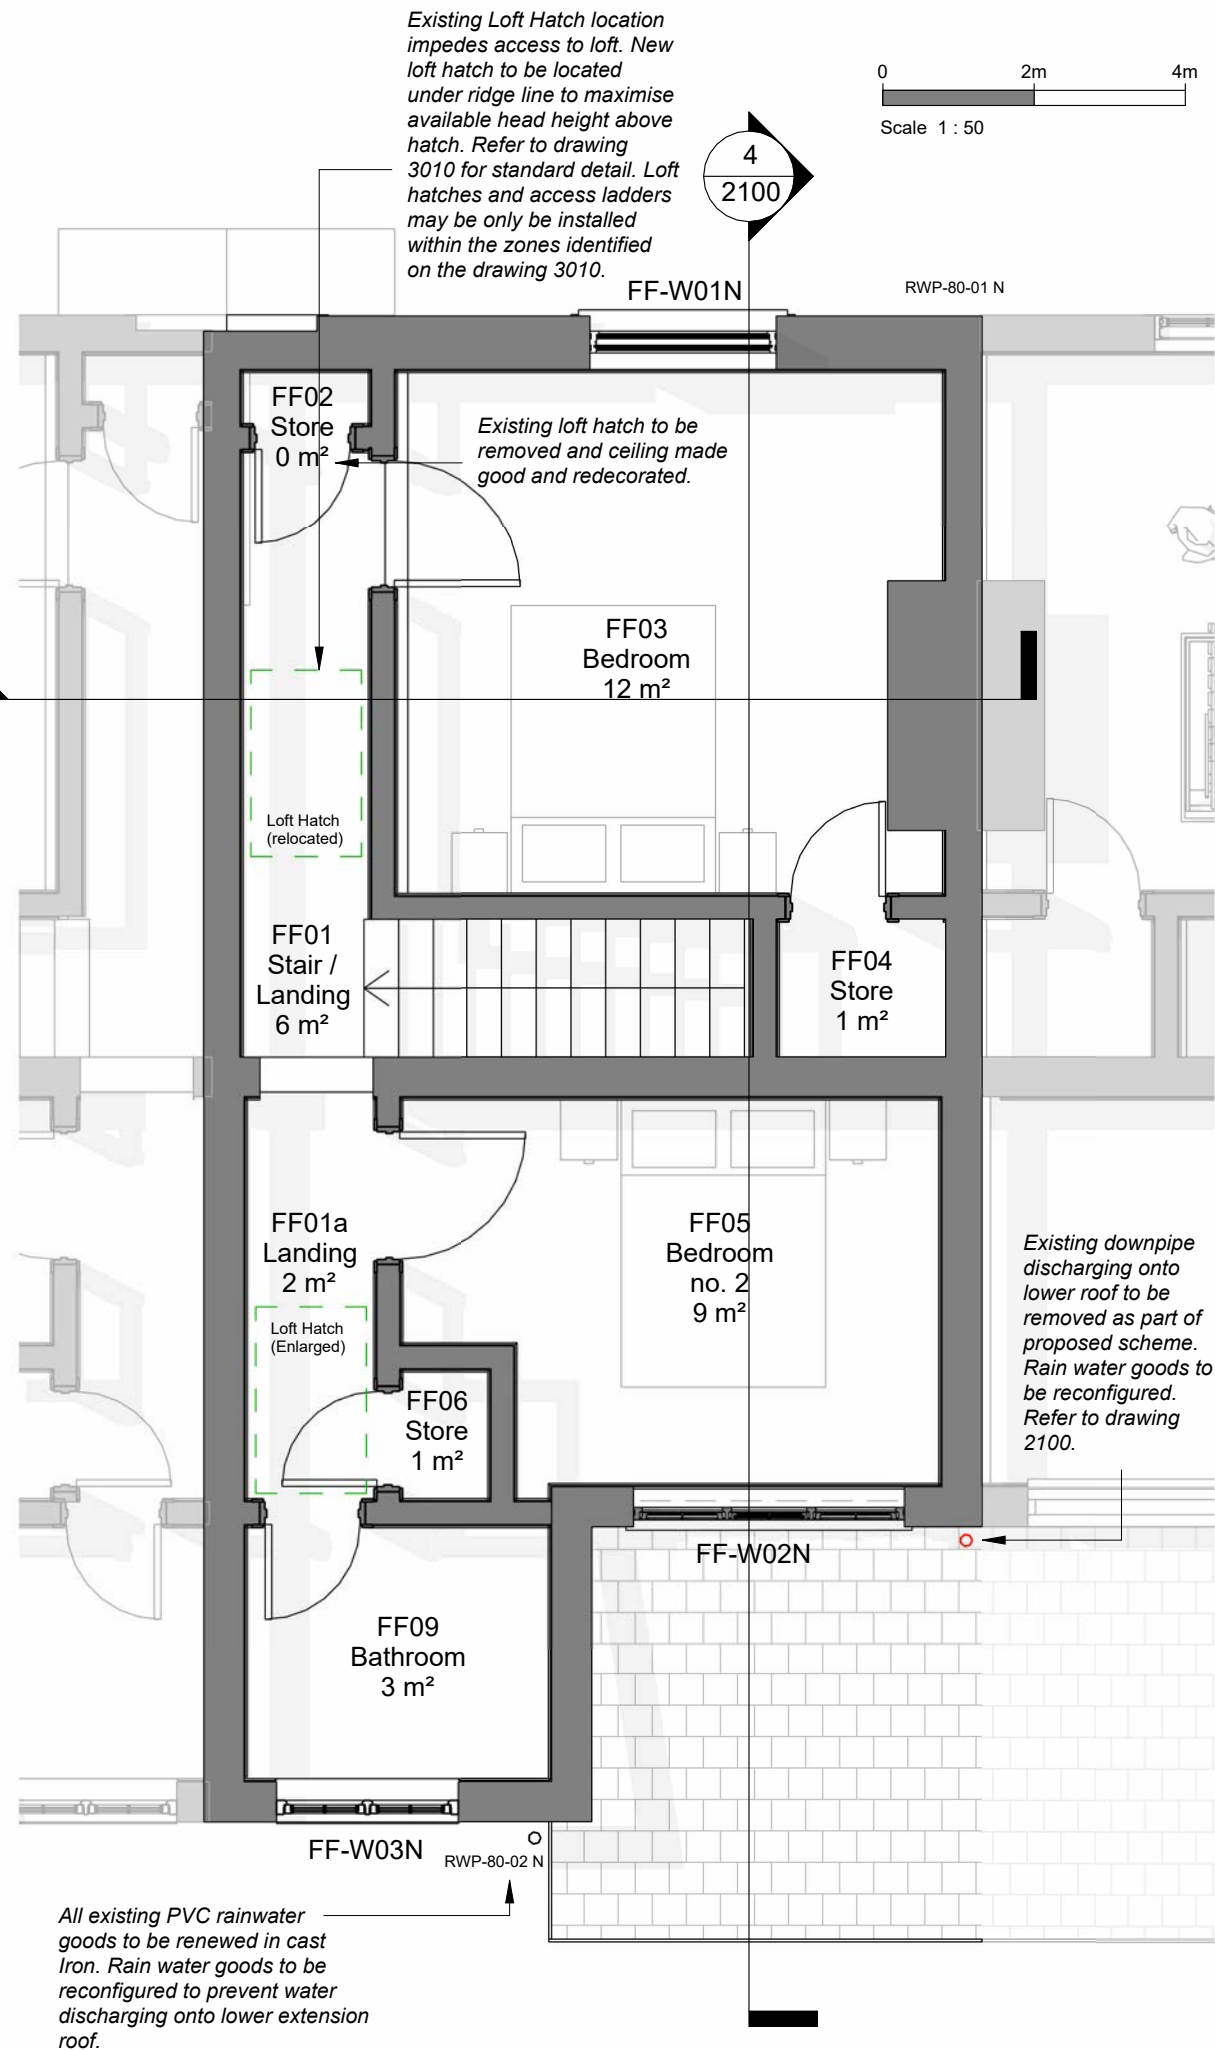 Existing Loft Hatch location
impedes access to loft. New
loft hatch to be located
under ridge line to maximise
available head height above
hatch. Refer to drawing
3010 for standard detail. Loft
hatches and access ladders
may be only be installed
within the zones identified
on the drawing 3010.
0 2m 4m
Scale 1 : 50
4
2100
FF-W01N
RWP-80-01 N
FF02
Store
0 m²
Existing loft hatch to be
removed and ceiling made
good and redecorated.
FF03
Bedroom
12 m²
Loft Hatch
(relocated)
FF01
Stair /
Landing
6 m²
FF04
Store
1 m²
FF01a
Landing
2 m²
FF05
Bedroom
no. 2
9 m²
Existing downpipe
discharging onto
lower roof to be
removed as part of
proposed scheme.
Rain water goods to
be reconfigured.
Refer to drawing
2100.
Loft Hatch
(Enlarged)
FF06
Store
1 m²
FF-W02N
FF09
Bathroom
3 m²
FF-W03N
RWP-80-02 N
All existing PVC rainwater
goods to be renewed in cast
Iron. Rain water goods to be
reconfigured to prevent water
discharging onto lower extension
roof.